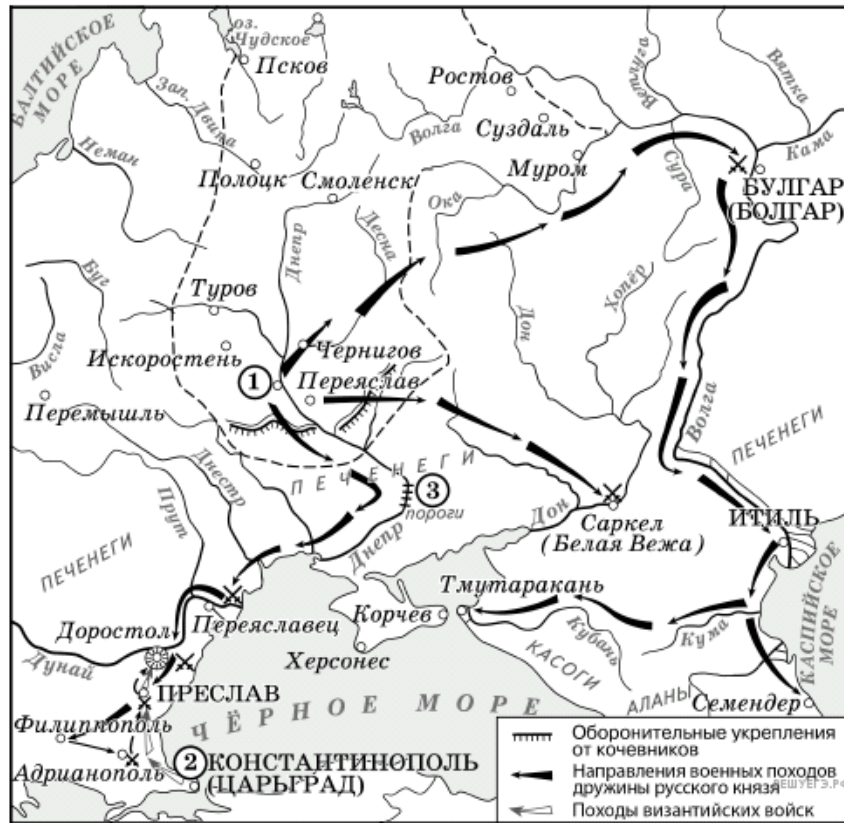 БАЛТИЙСКОЕ
МОРЕ
оз.
Чудское
Псков
Зап. Двина
Неман
Полоцк
Смоленск
Ростов
Суздаль
Муром
Волга
Ветлуга
Вятка
Кама
Сура
Ока
БУЛГАР
(БОЛГАР)
Днепр
Десна
Дон
Хопёр
Буг
Туров
Висла
Искоростень
Чернигов
1
Переяслав
Перемышль
Волга
ПЕЧЕНЕГИ
Днестр
ПЕЧЕНЕГИ
3
пороги
Прут
Днепр
Дон
Саркел
(Белая Вежа)
ИТИЛЬ
ПЕЧЕНЕГИ
Тмутаракань
Корчев
Переяславец
Доростол
Дунай
Херсонес
Кубань
Кума
КАСОГИ
АЛАНЫ
КАСПИЙСКОЕ
МОРЕ
Семендер
ПРЕСЛАВ
ЧЁРНОЕ МОРЕ
Филиппополь
Адрианополь
2
КОНСТАНТИНОПОЛЬ
(ЦАРЬГРАД)
Оборонительные укрепления
от кочевников
Направления военных походов
дружины русского князя
РЕШУЕГЭ.РФ
Походы византийских войск